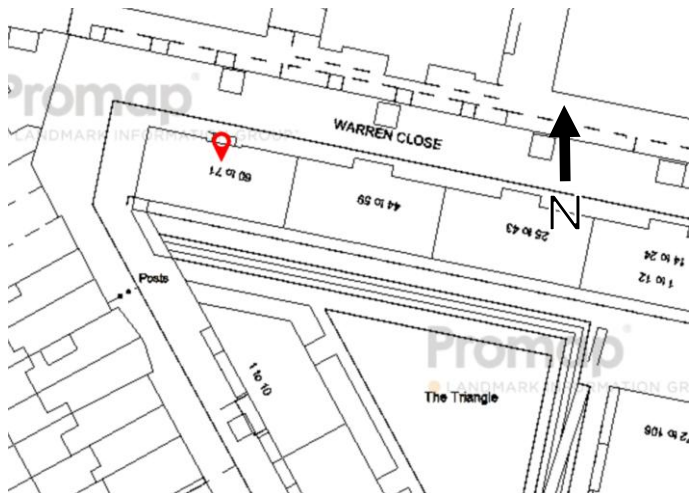 Promap
LANDMARK INFORMATION GROUP
WARREN CLOSE
60 to 71
44 to 59
25 to 43
14 to 24
1 to 12
N
Posts
1 to 10
The Triangle
Promap
LANDMARK INFORMATION GR
72 to 106